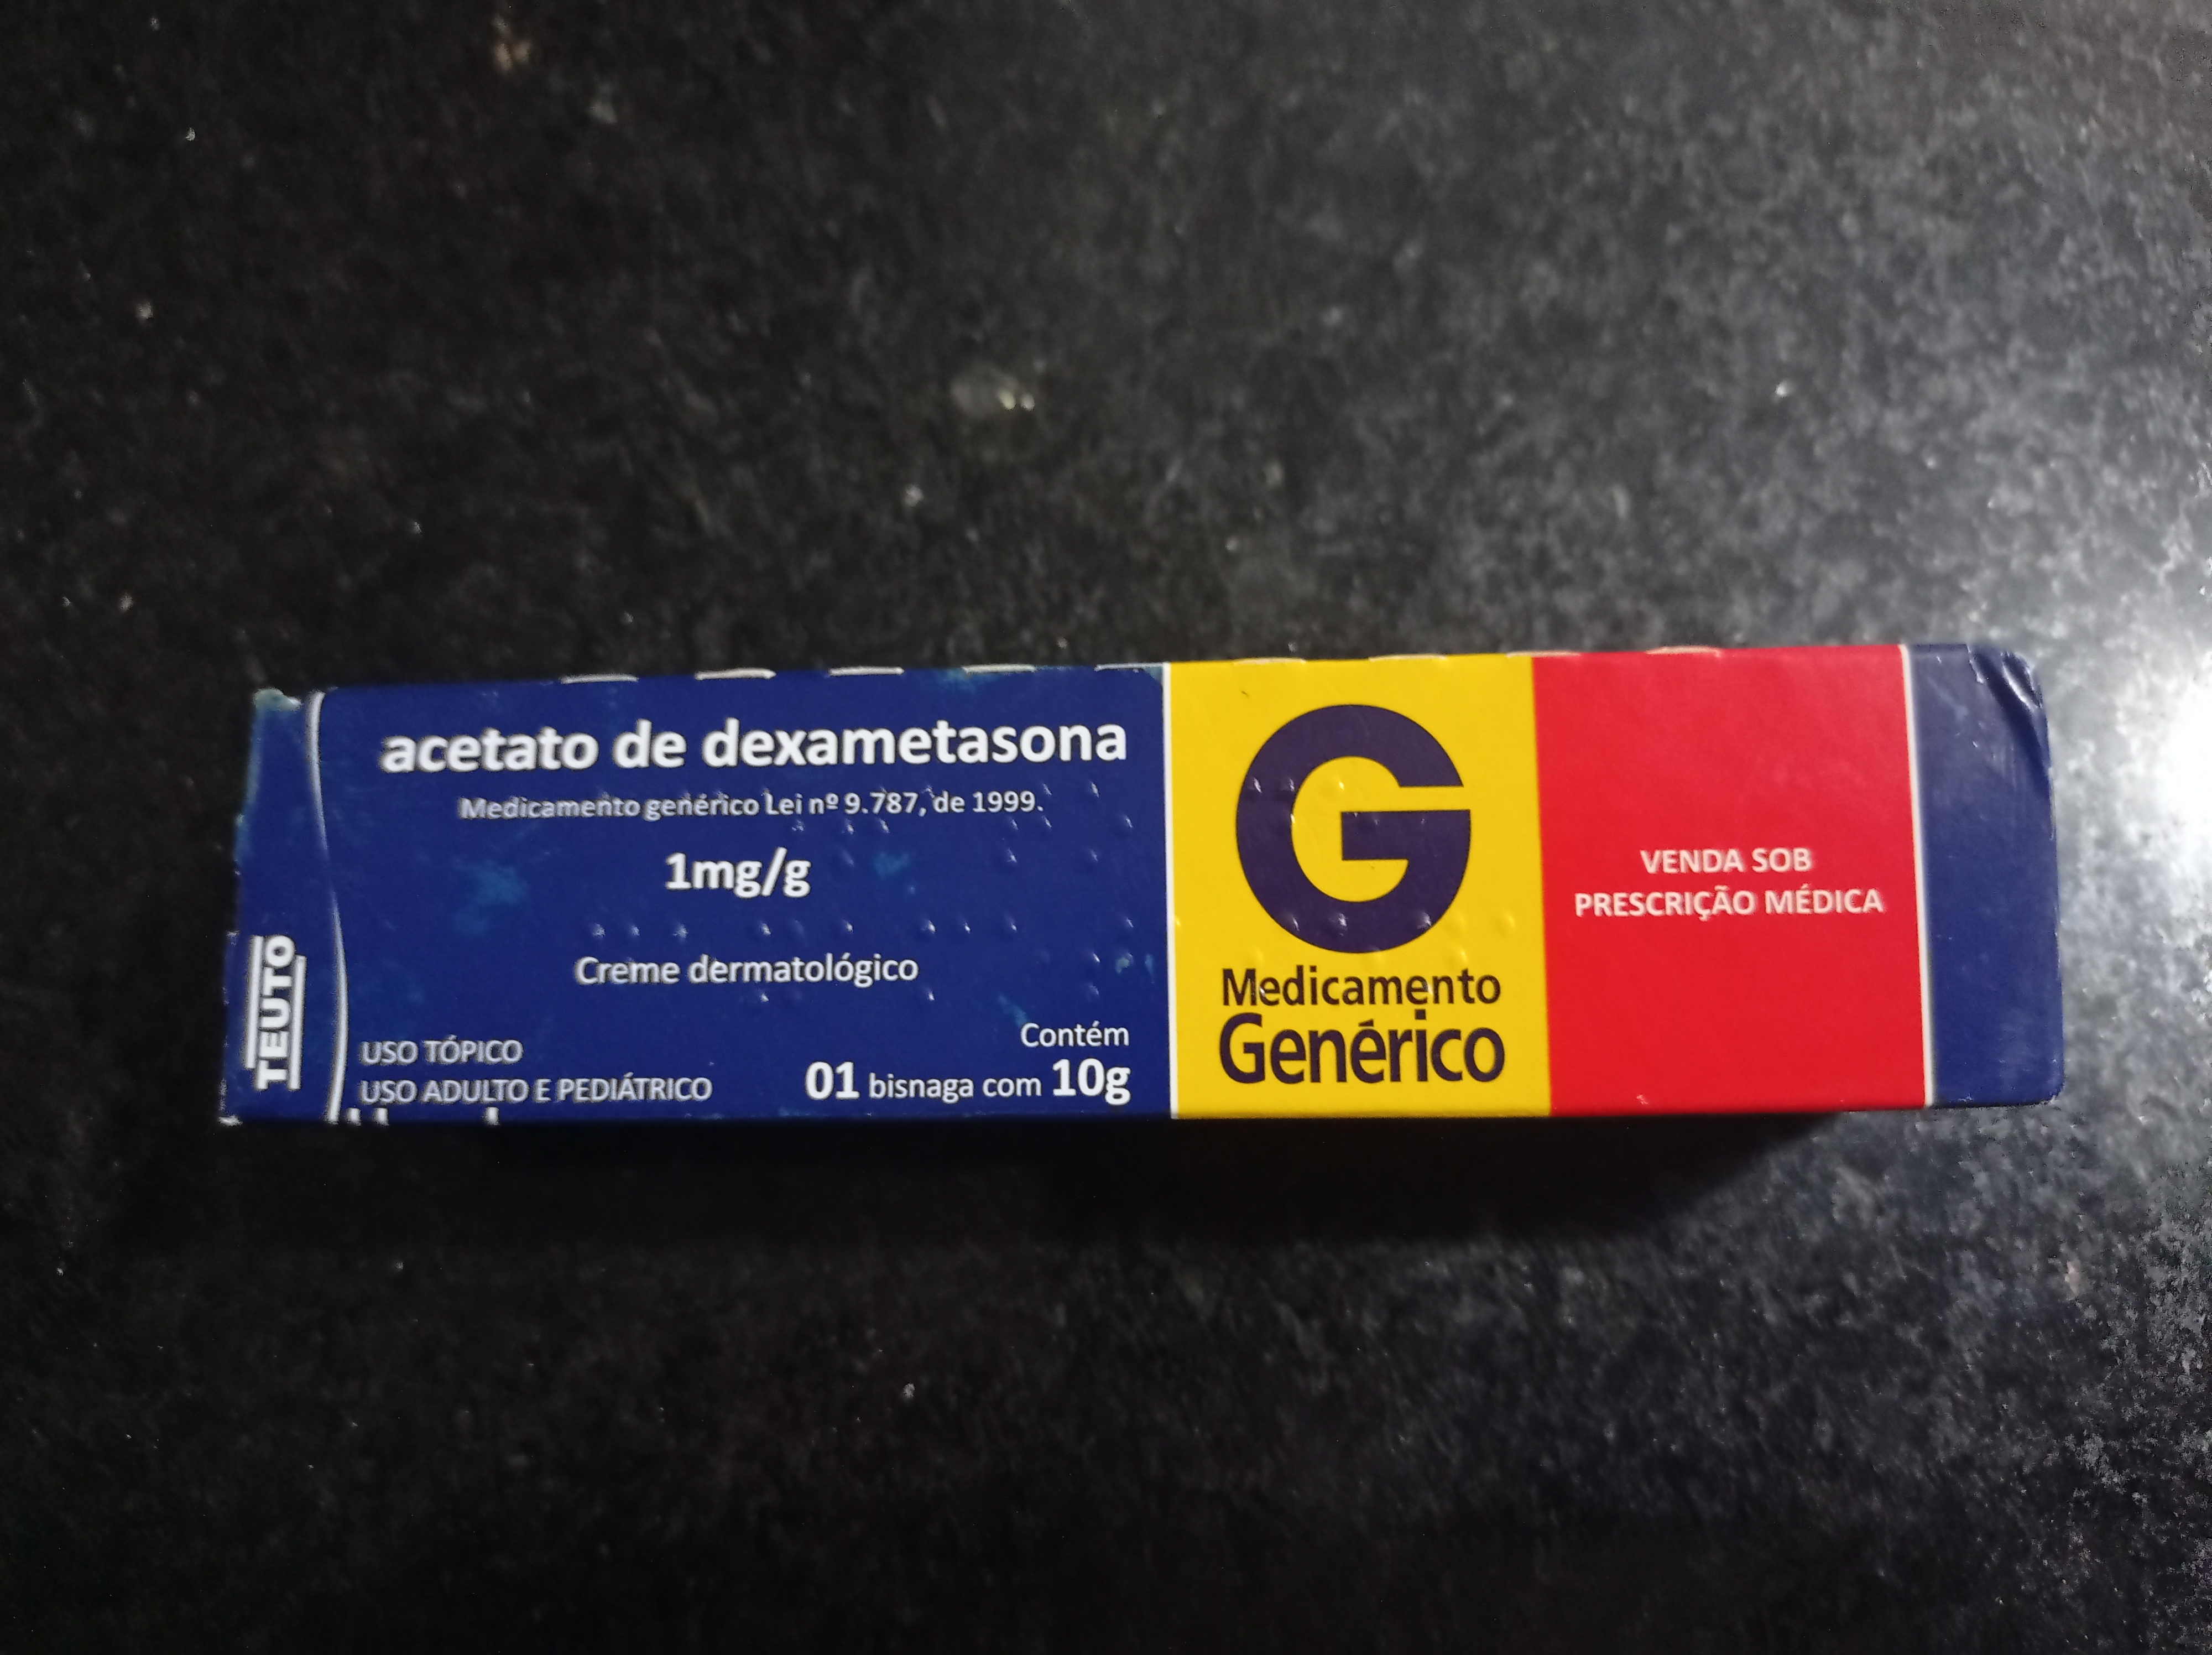 acetato de dexametasona
Medicamento genérico Lei nº 9.787, de 1999.
1mg/g
Creme dermatológico
USO TÓPICO
USO ADULTO E PEDIÁTRICO
Contém
01 bisnaga com 10g
TEUTO
G
Medicamento
Genérico
VENDA SOB
PRESCRIÇÃO MÉDICA